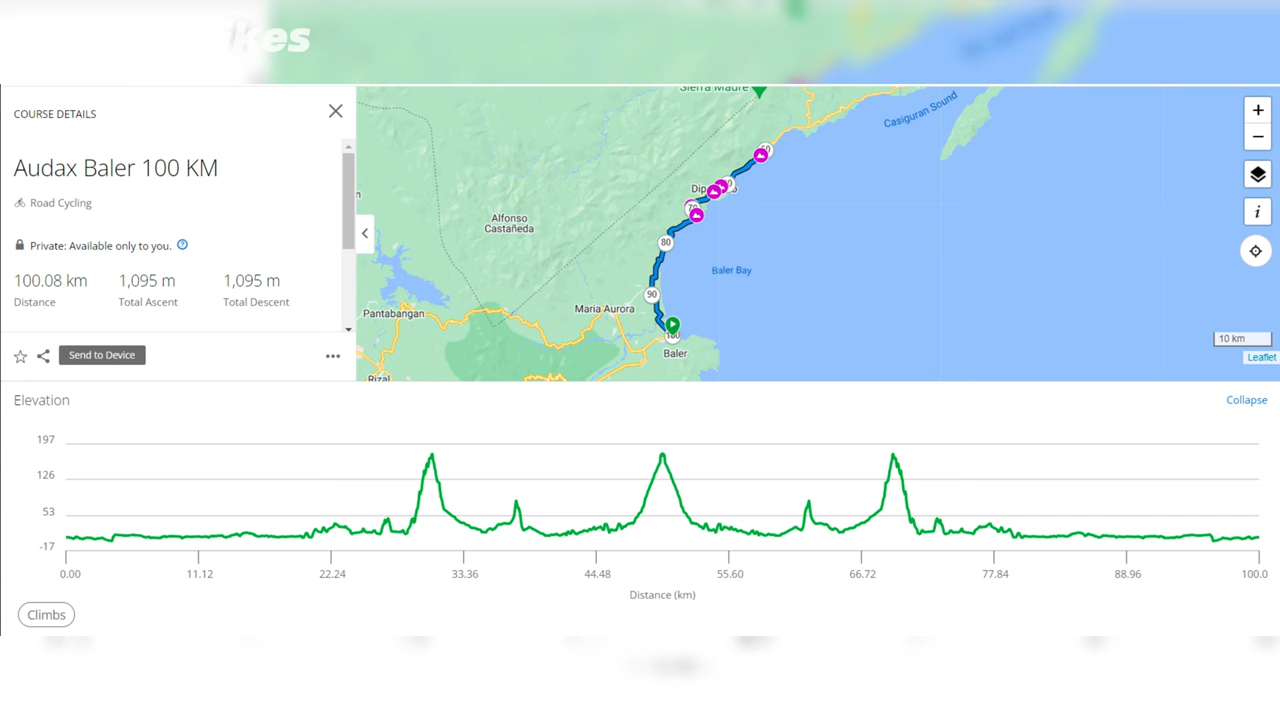 ikes
COURSE DETAILS
Audax Baler 100 KM
Road Cycling
Private: Available only to you.
100.08 km 1,095 m 1,095 m
Distance Total Ascent Total Descent
Send to Device
Sierra Madre
Casiguran Sound
Alfonso
Castañeda
70
80
Baler Bay
90
Maria Aurora
Pantabangan
100
Baler
Rizal
+
−
i
10 km
Leaflet
Elevation
Collapse
197
126
53
-17
0.00 11.12 22.24 33.36 44.48 55.60 66.72 77.84 88.96 100.0
Distance (km)
Climbs